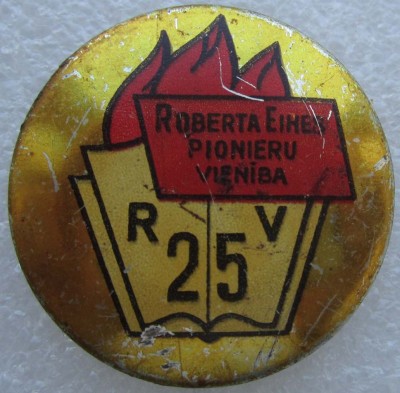 ROBERTA EIHES
PIONIERU
VIENĪBA
R V
25